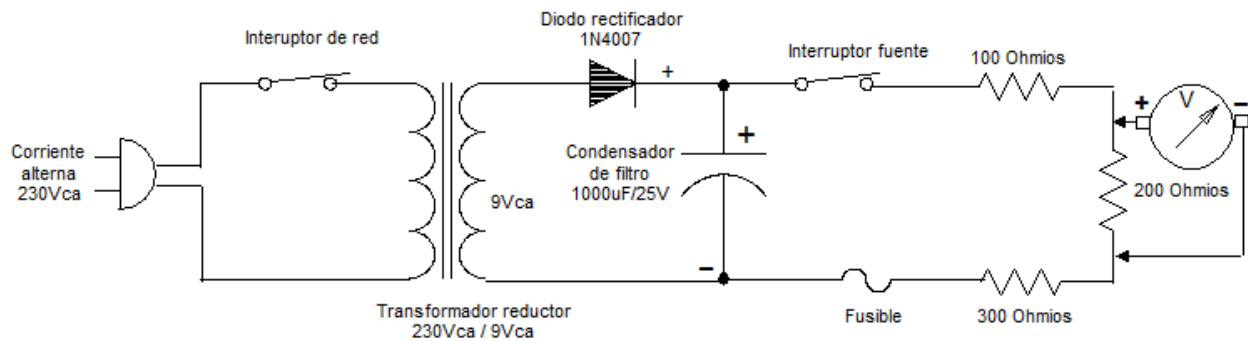 Diodo rectificador
1N4007
Interuptor de red
Interruptor fuente
100 Ohmios
+
+
V
−
Corriente
alterna
230Vca
9Vca
Condensador
de filtro
1000uF/25V
+
200 Ohmios
−
Transformador reductor
230Vca / 9Vca
Fusible
300 Ohmios